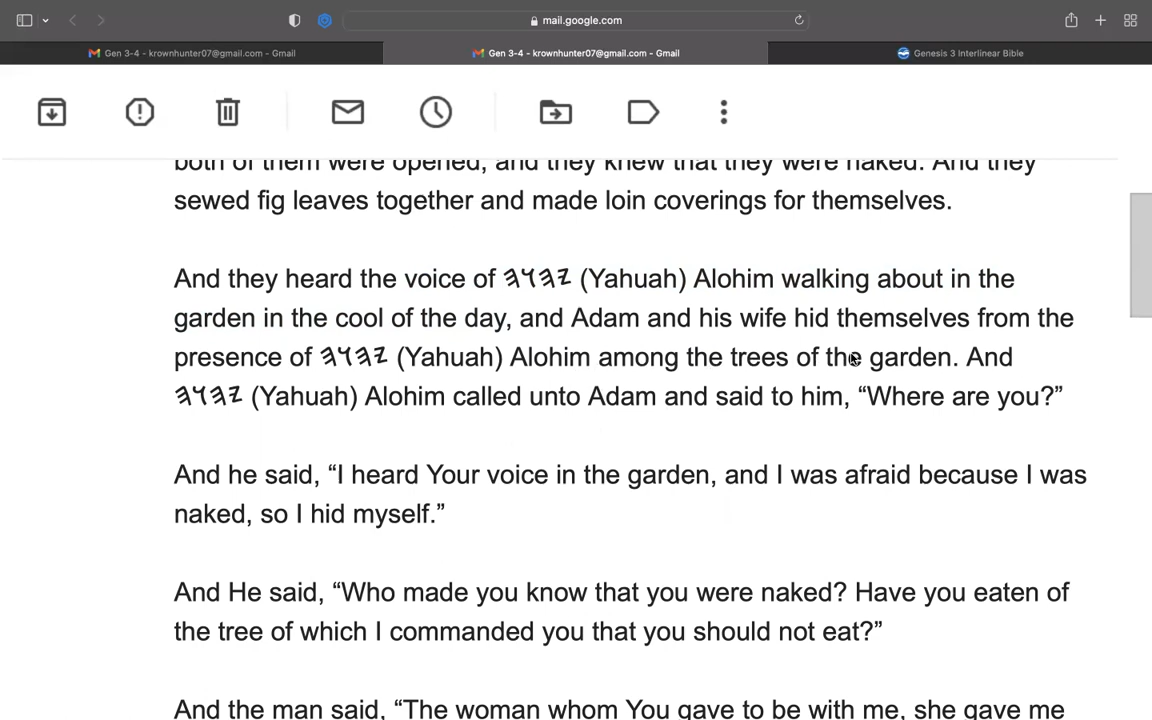 mail.google.com
Gen 3-4 - krownhunter07@gmail.com - Gmail
Gen 3-4 - krownhunter07@gmail.com - Gmail
Genesis 3 Interlinear Bible
both of them were opened, and they knew that they were naked. And they
sewed fig leaves together and made loin coverings for themselves.
And they heard the voice of 𐤄𐤅𐤄𐤉 (Yahuah) Alohim walking about in the
garden in the cool of the day, and Adam and his wife hid themselves from the
presence of 𐤄𐤅𐤄𐤉 (Yahuah) Alohim among the trees of the garden. And
𐤄𐤅𐤄𐤉 (Yahuah) Alohim called unto Adam and said to him, “Where are you?”
And he said, “I heard Your voice in the garden, and I was afraid because I was
naked, so I hid myself.”
And He said, “Who made you know that you were naked? Have you eaten of
the tree of which I commanded you that you should not eat?”
And the man said, “The woman whom You gave to be with me, she gave me